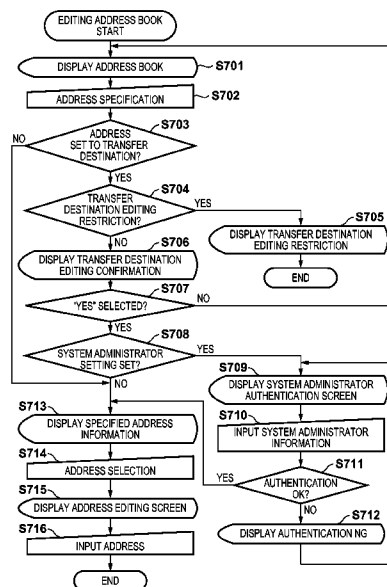 EDITING ADDRESS BOOK
START
DISPLAY ADDRESS BOOK
S701
ADDRESS SPECIFICATION
S702
S703
NO
ADDRESS
SET TO TRANSFER
DESTINATION?
YES
S704
TRANSFER
DESTINATION EDITING
RESTRICTION?
YES
S705
NO
S706
DISPLAY TRANSFER DESTINATION
EDITING RESTRICTION
DISPLAY TRANSFER DESTINATION
EDITING CONFIRMATION
END
S707
"YES" SELECTED?
NO
YES
S708
SYSTEM ADMINISTRATOR
SETTING SET?
YES
S709
NO
DISPLAY SYSTEM ADMINISTRATOR
AUTHENTICATION SCREEN
S713
DISPLAY SPECIFIED ADDRESS
INFORMATION
S710
INPUT SYSTEM ADMINISTRATOR
INFORMATION
S714
ADDRESS SELECTION
YES
S711
AUTHENTICATION
OK?
S715
DISPLAY ADDRESS EDITING SCREEN
NO
S712
S716
INPUT ADDRESS
DISPLAY AUTHENTICATION NG
END